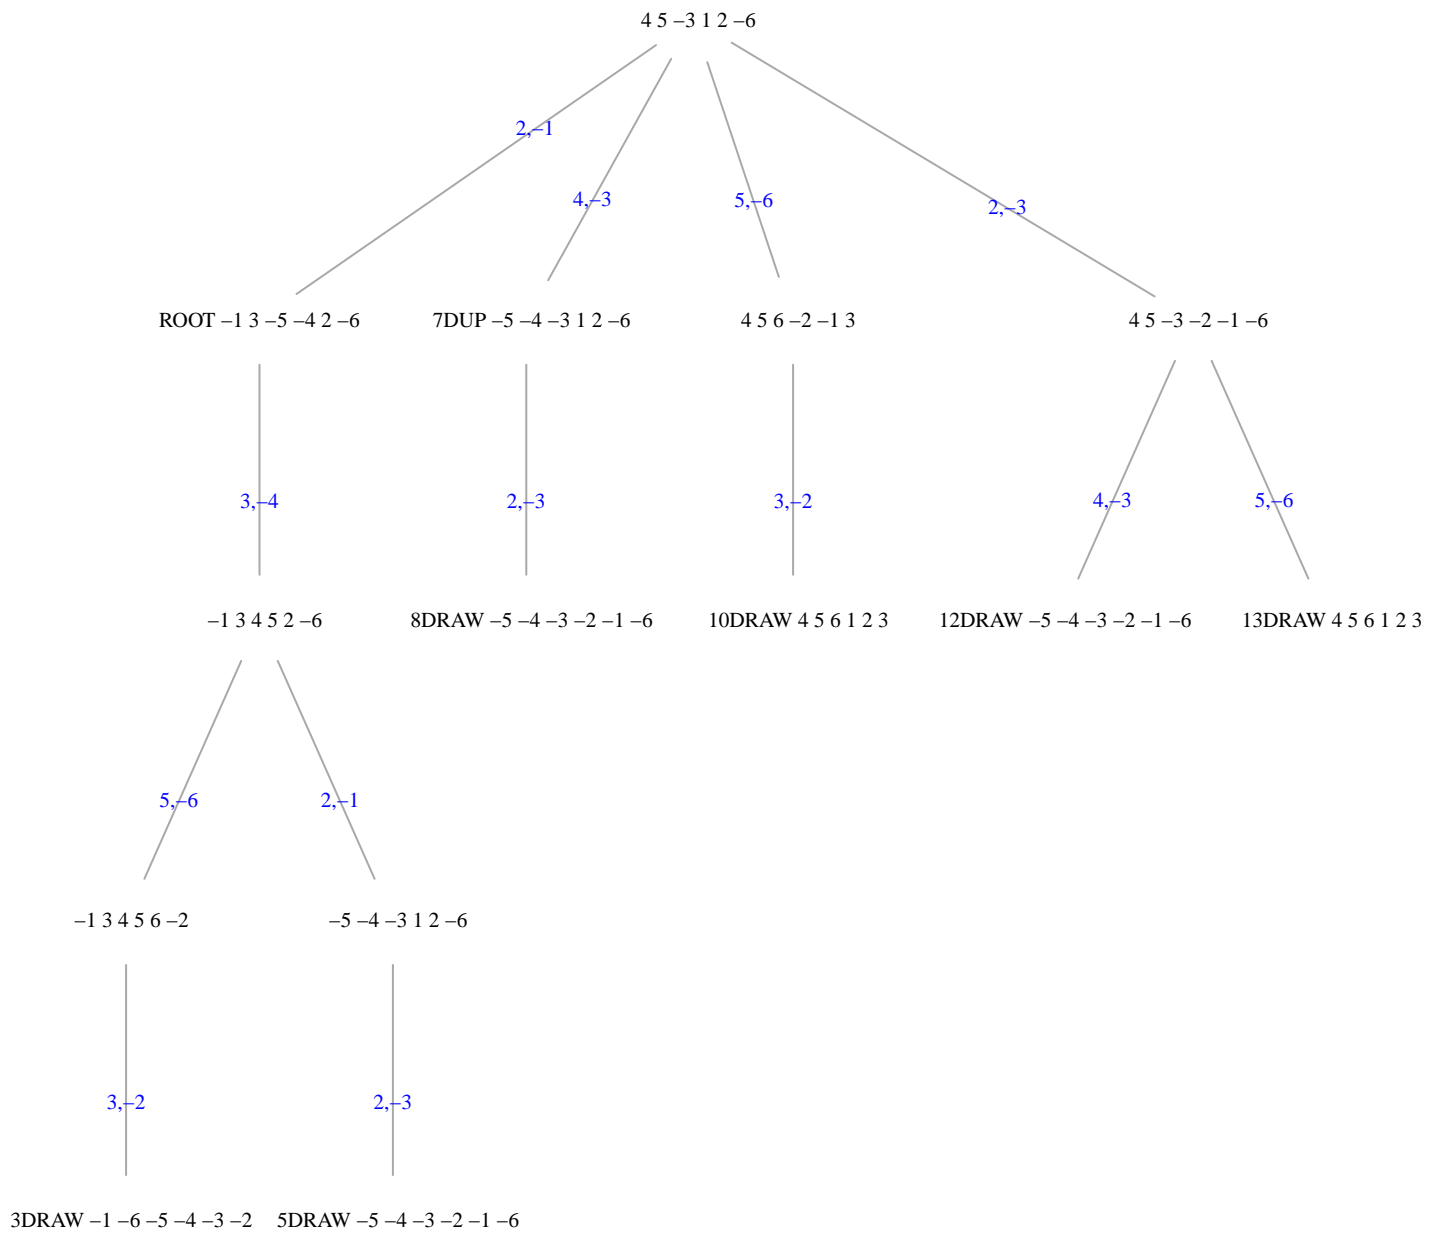 4 5 –3 1 2 –6
2,–1
4,–3
5,–6
2,–3
ROOT –1 3 –5 –4 2 –6
7DUP –5 –4 –3 1 2 –6
4 5 6 –2 –1 3
4 5 –3 –2 –1 –6
3,–4
2,–3
3,–2
4,–3
5,–6
–1 3 4 5 2 –6
8DRAW –5 –4 –3 –2 –1 –6
10DRAW 4 5 6 1 2 3
12DRAW –5 –4 –3 –2 –1 –6
13DRAW 4 5 6 1 2 3
5,–6
2,–1
–1 3 4 5 6 –2
–5 –4 –3 1 2 –6
3,–2
2,–3
3DRAW –1 –6 –5 –4 –3 –2
5DRAW –5 –4 –3 –2 –1 –6